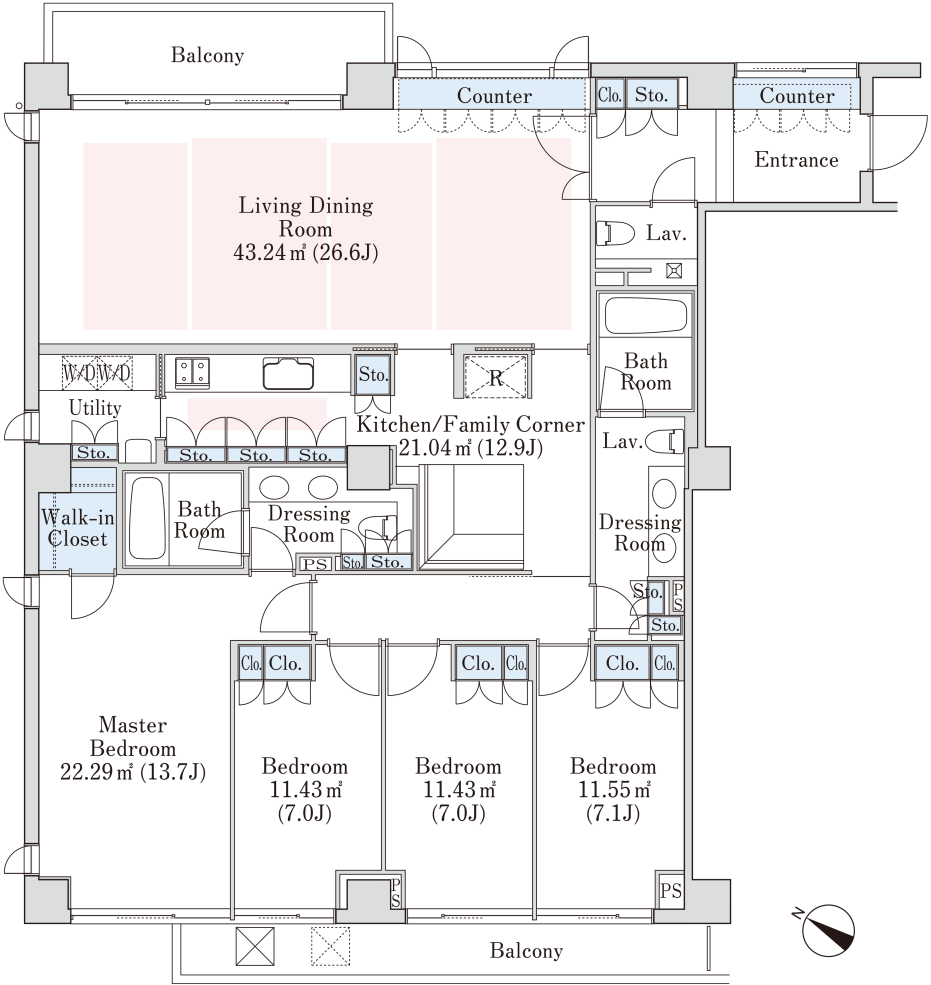 Balcony
Counter
Clo.
Sto.
Counter
Entrance
Living Dining
Room
43.24㎡ (26.6J)
Lav.
W/D
W/D
Utility
Sto.
Sto.
R
Bath
Room
Kitchen/Family Corner
21.04㎡ (12.9J)
Sto.
Sto.
Sto.
Lav.
Walk-in
Closet
Bath
Room
Dressing
Room
PS
Sto.
Sto.
Dressing
Room
Sto.
PS
Sto.
Clo.
Clo.
Clo.
Clo.
Clo.
Clo.
Master
Bedroom
22.29㎡ (13.7J)
Bedroom
11.43㎡
(7.0J)
Bedroom
11.43㎡
(7.0J)
Bedroom
11.55㎡
(7.1J)
PS
PS
N
Balcony